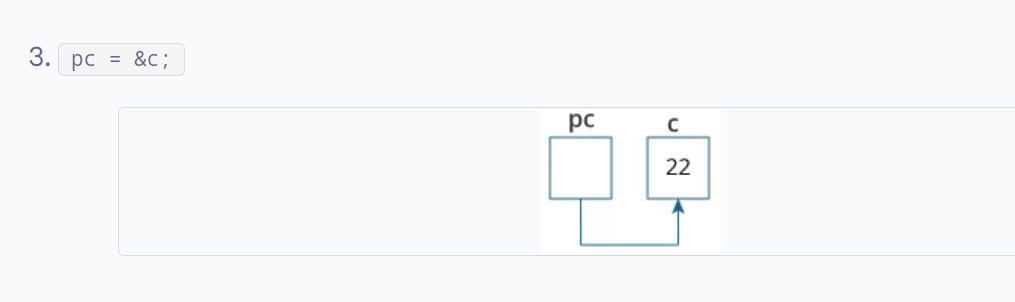 3. pc = &c;
pc c
22